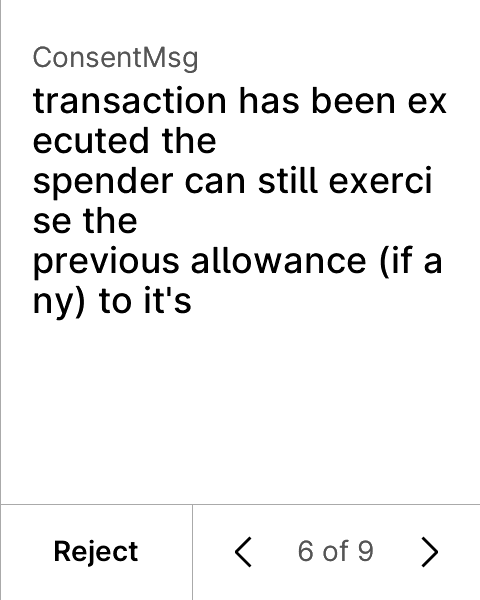 ConsentMsg
transaction has been ex
ecuted the
spender can still exerci
se the
previous allowance (if a
ny) to it's
Reject
6 of 9